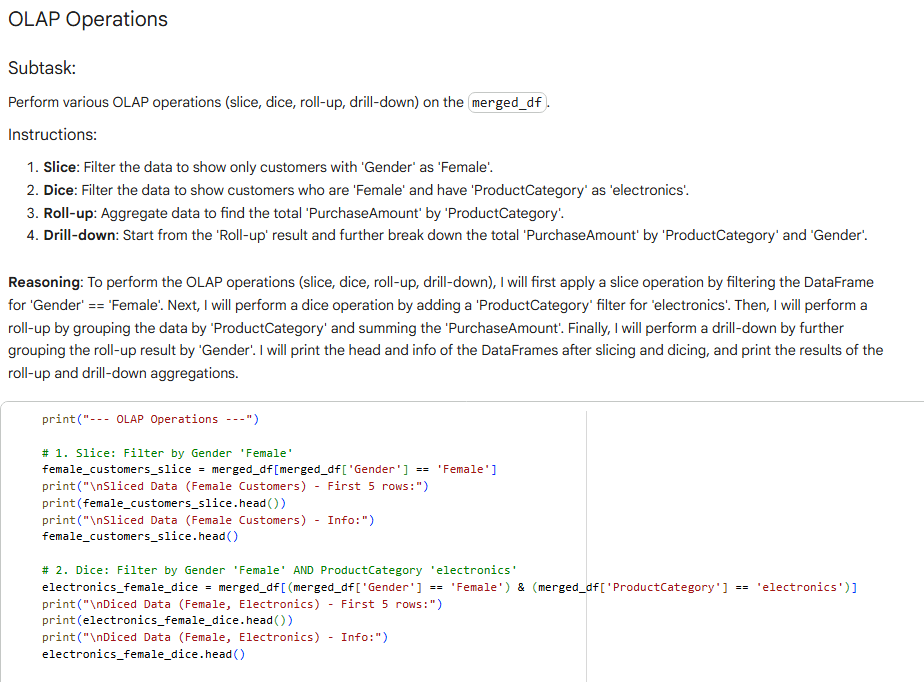 OLAP Operations
Subtask:
Perform various OLAP operations (slice, dice, roll-up, drill-down) on the merged_df.
Instructions:
1. Slice: Filter the data to show only customers with 'Gender' as 'Female'.
2. Dice: Filter the data to show customers who are 'Female' and have 'ProductCategory' as 'electronics'.
3. Roll-up: Aggregate data to find the total 'PurchaseAmount' by 'ProductCategory'.
4. Drill-down: Start from the 'Roll-up' result and further break down the total 'PurchaseAmount' by 'ProductCategory' and 'Gender'.
Reasoning: To perform the OLAP operations (slice, dice, roll-up, drill-down), I will first apply a slice operation by filtering the DataFrame
for 'Gender' == 'Female'. Next, I will perform a dice operation by adding a 'ProductCategory' filter for 'electronics'. Then, I will perform a
roll-up by grouping the data by 'ProductCategory' and summing the 'PurchaseAmount'. Finally, I will perform a drill-down by further
grouping the roll-up result by 'Gender'. I will print the head and info of the DataFrames after slicing and dicing, and print the results of the
roll-up and drill-down aggregations.
print("--- OLAP Operations ---")
# 1. Slice: Filter by Gender 'Female'
female_customers_slice = merged_df[merged_df['Gender'] == 'Female']
print("\nSliced Data (Female Customers) - First 5 rows:")
print(female_customers_slice.head())
print("\nSliced Data (Female Customers) - Info:")
female_customers_slice.head()
# 2. Dice: Filter by Gender 'Female' AND ProductCategory 'electronics'
electronics_female_dice = merged_df[(merged_df['Gender'] == 'Female') & (merged_df['ProductCategory'] == 'electronics')]
print("\nDiced Data (Female, Electronics) - First 5 rows:")
print(electronics_female_dice.head())
print("\nDiced Data (Female, Electronics) - Info:")
electronics_female_dice.head()